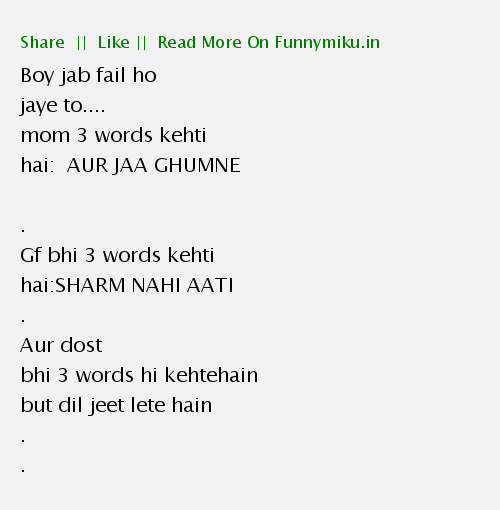 Share || Like || Read More On Funnymiku.in
Boy jab fail ho
jaye to....
mom 3 words kehti
hai: AUR JAA GHUMNE
.
Gf bhi 3 words kehti
hai:SHARM NAHI AATI
.
Aur dost
bhi 3 words hi kehtehain
but dil jeet lete hain
.
.